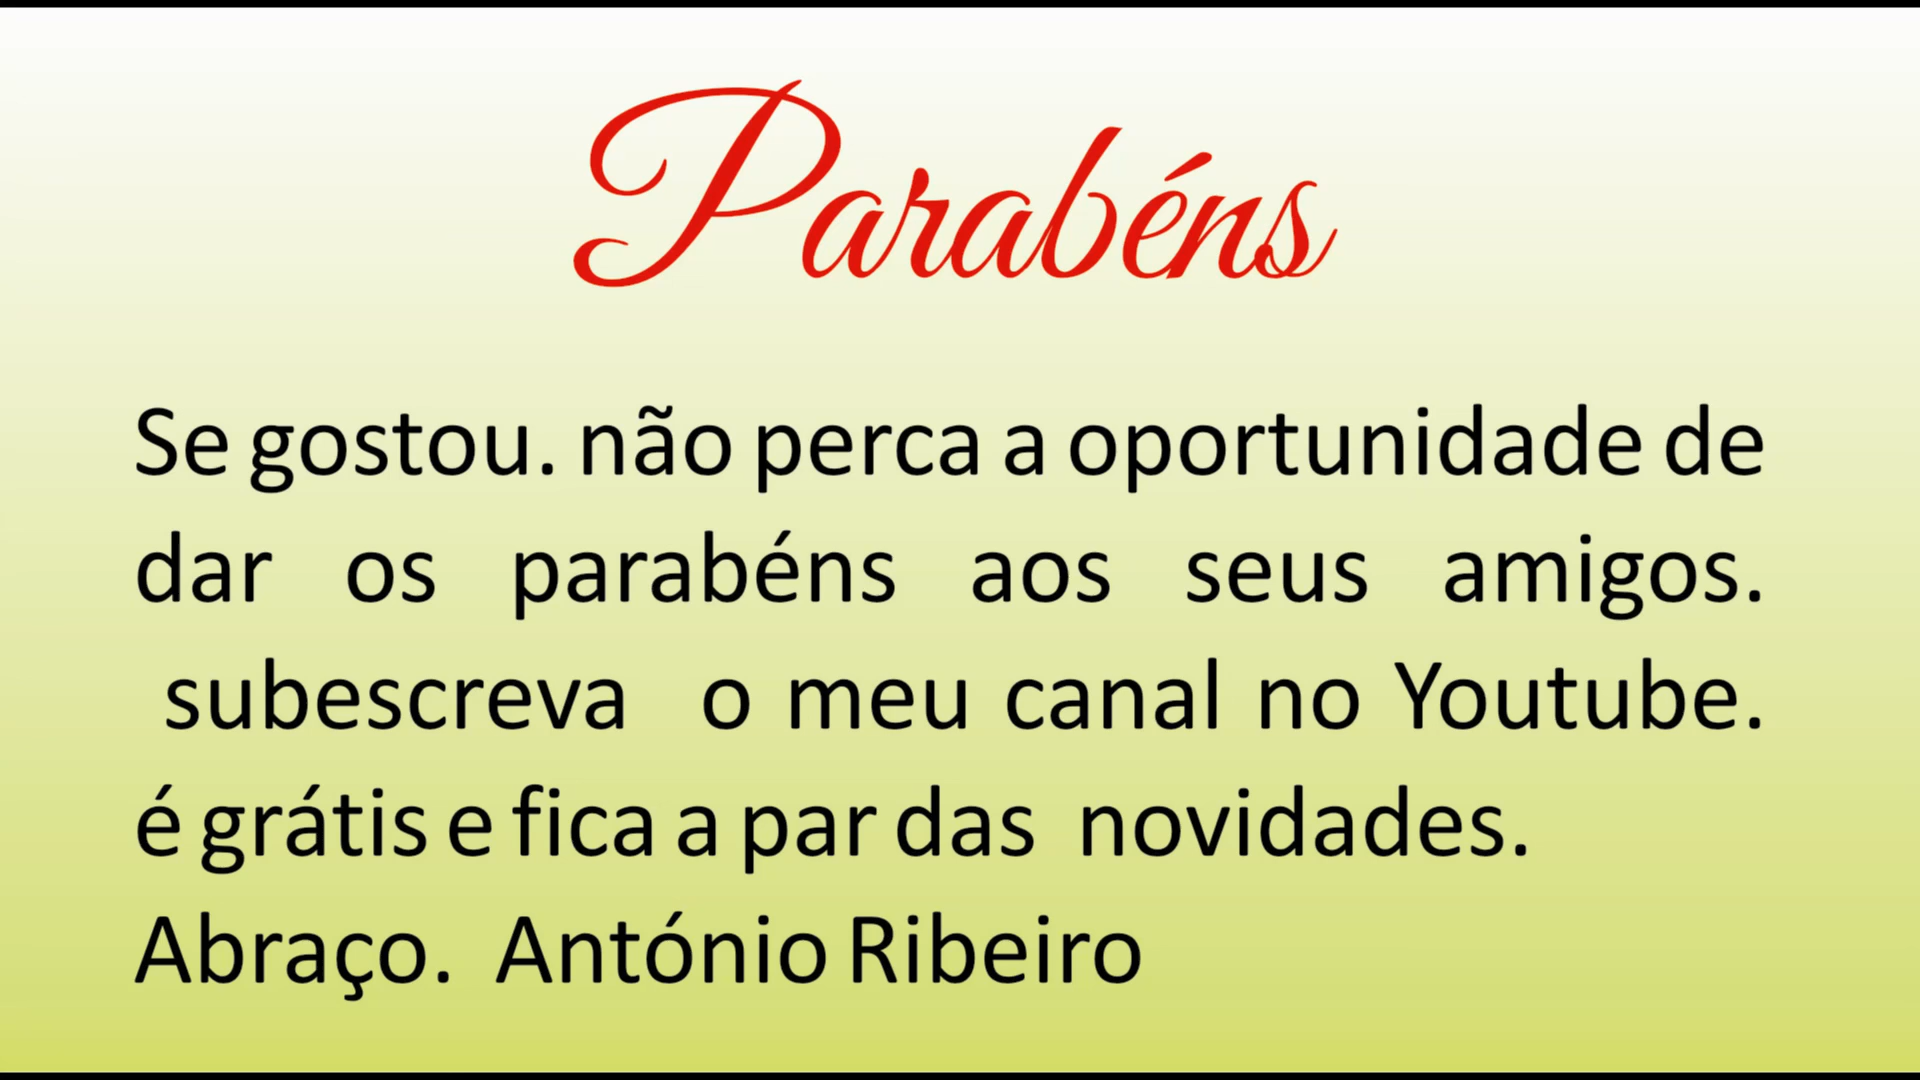 Parabéns
Se gostou. não perca a oportunidade de
dar os parabéns aos seus amigos.
subescreva o meu canal no Youtube.
é grátis e fica a par das novidades.
Abraço. António Ribeiro